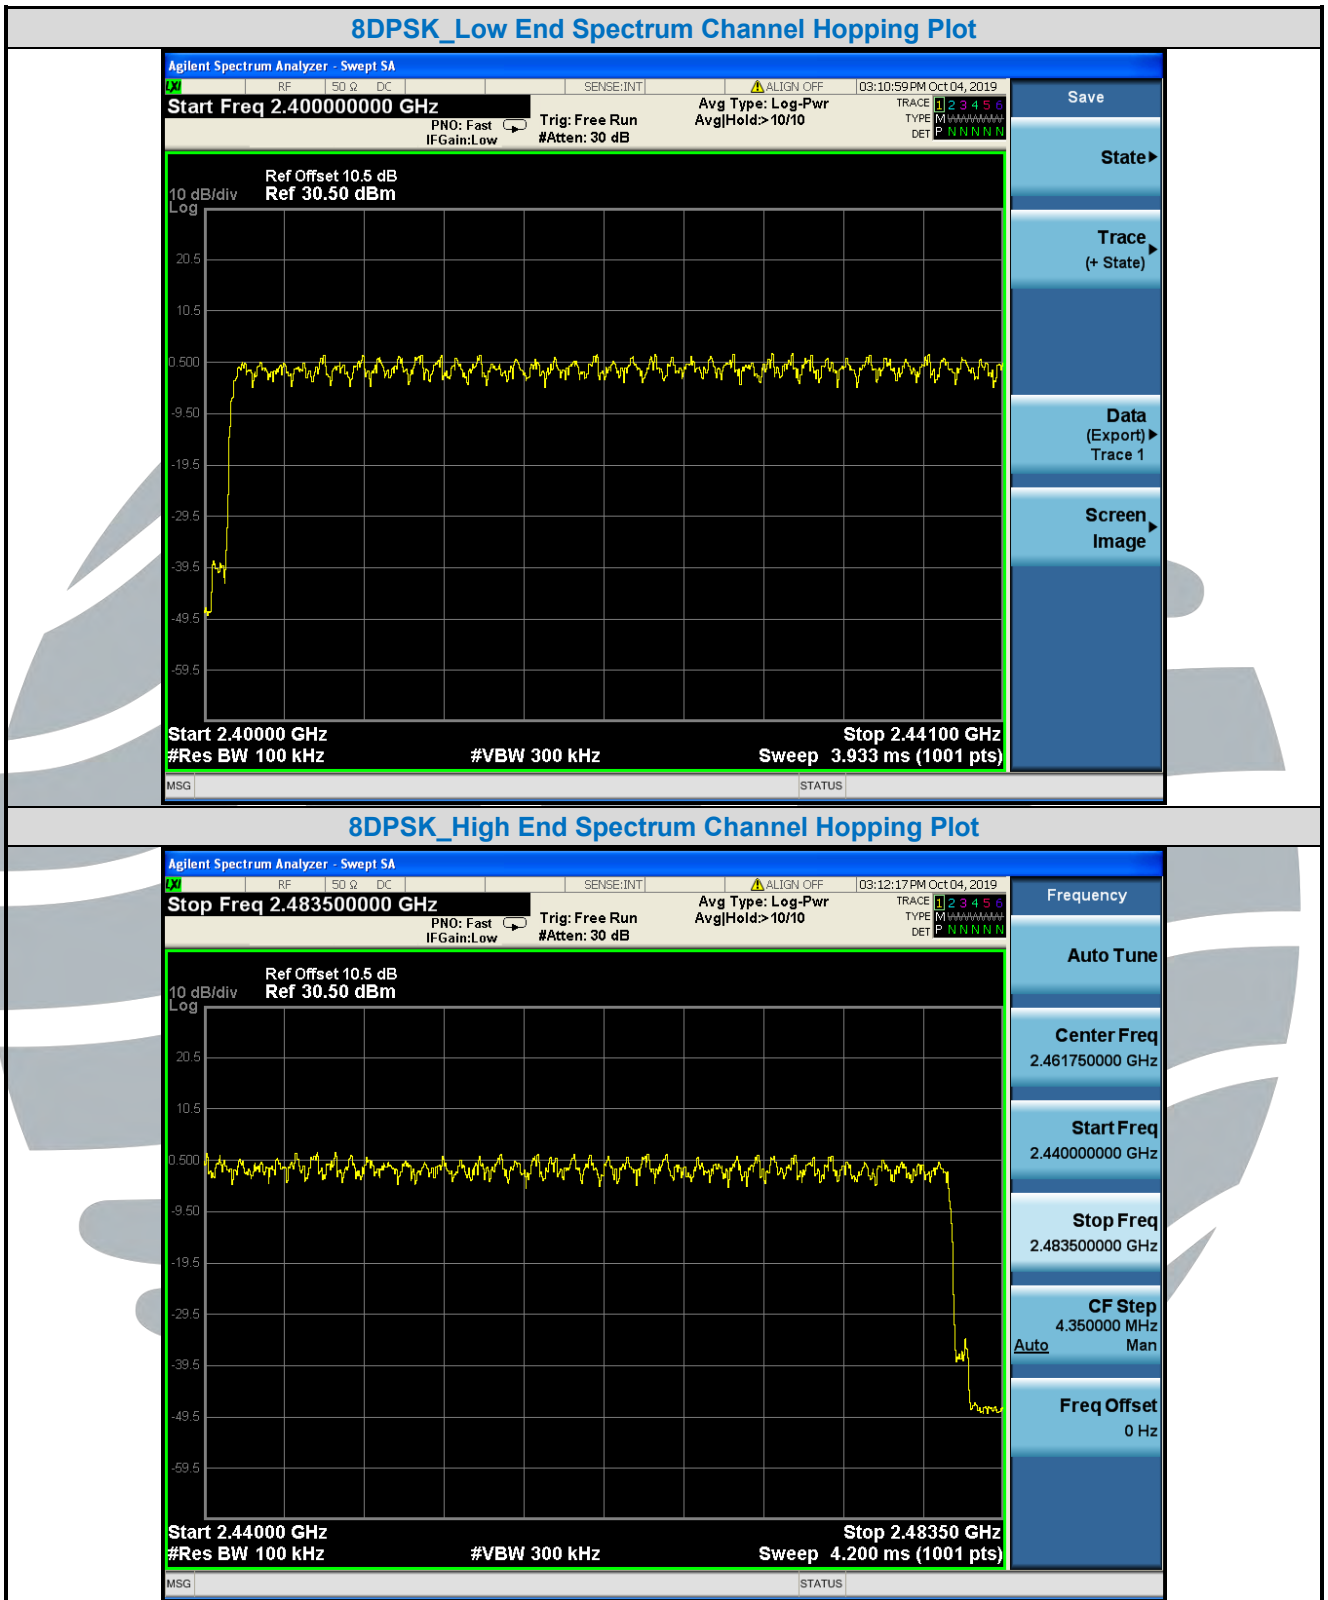 8DPSK_Low End Spectrum Channel Hopping Plot
Agilent Spectrum Analyzer - Swept SA
LXI RF 50 Ω DC SENSE:INT ALIGN OFF 03:10:59 PM Oct 04, 2019
Start Freq 2.400000000 GHz
PNO: Fast
IFGain:Low
Trig: Free Run
#Atten: 30 dB
Avg Type: Log-Pwr
Avg|Hold:>10/10
TRACE 1 2 3 4 5 6
TYPE M
DET P N N N N N
Ref Offset 10.5 dB
10 dB/div Ref 30.50 dBm
Log
20.5
10.5
0.500
-9.50
-19.5
-29.5
-39.5
-49.5
-59.5
Start 2.40000 GHz Stop 2.44100 GHz
#Res BW 100 kHz #VBW 300 kHz Sweep 3.933 ms (1001 pts)
MSG STATUS
Save
State
Trace
(+ State)
Data
(Export)
Trace 1
Screen
Image
8DPSK_High End Spectrum Channel Hopping Plot
Agilent Spectrum Analyzer - Swept SA
LXI RF 50 Ω DC SENSE:INT ALIGN OFF 03:12:17 PM Oct 04, 2019
Stop Freq 2.483500000 GHz
PNO: Fast
IFGain:Low
Trig: Free Run
#Atten: 30 dB
Avg Type: Log-Pwr
Avg|Hold:>10/10
TRACE 1 2 3 4 5 6
TYPE M
DET P N N N N N
Ref Offset 10.5 dB
10 dB/div Ref 30.50 dBm
Log
20.5
10.5
0.500
-9.50
-19.5
-29.5
-39.5
-49.5
-59.5
Start 2.44000 GHz Stop 2.48350 GHz
#Res BW 100 kHz #VBW 300 kHz Sweep 4.200 ms (1001 pts)
MSG STATUS
Frequency
Auto Tune
Center Freq
2.461750000 GHz
Start Freq
2.440000000 GHz
Stop Freq
2.483500000 GHz
CF Step
4.350000 MHz
Auto Man
Freq Offset
0 Hz